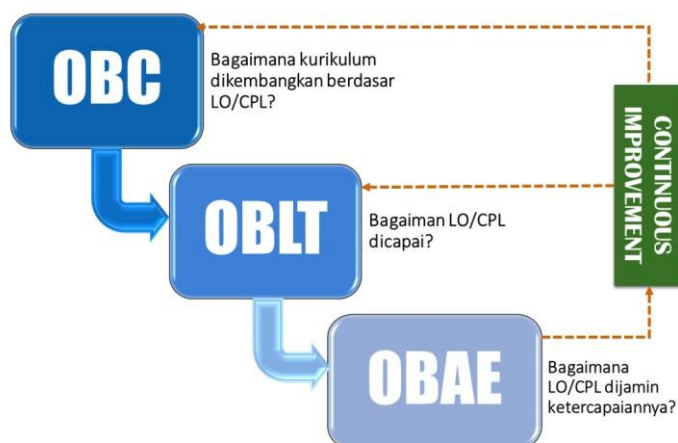 OBC
Bagaimana kurikulum
dikembangkan berdasar
LO/CPL?
OBLT
Bagaiman LO/CPL
dicapai?
OBAE
Bagaimana
LO/CPL dijamin
ketercapaiannya?
CONTINUOUS
IMPROVEMENT